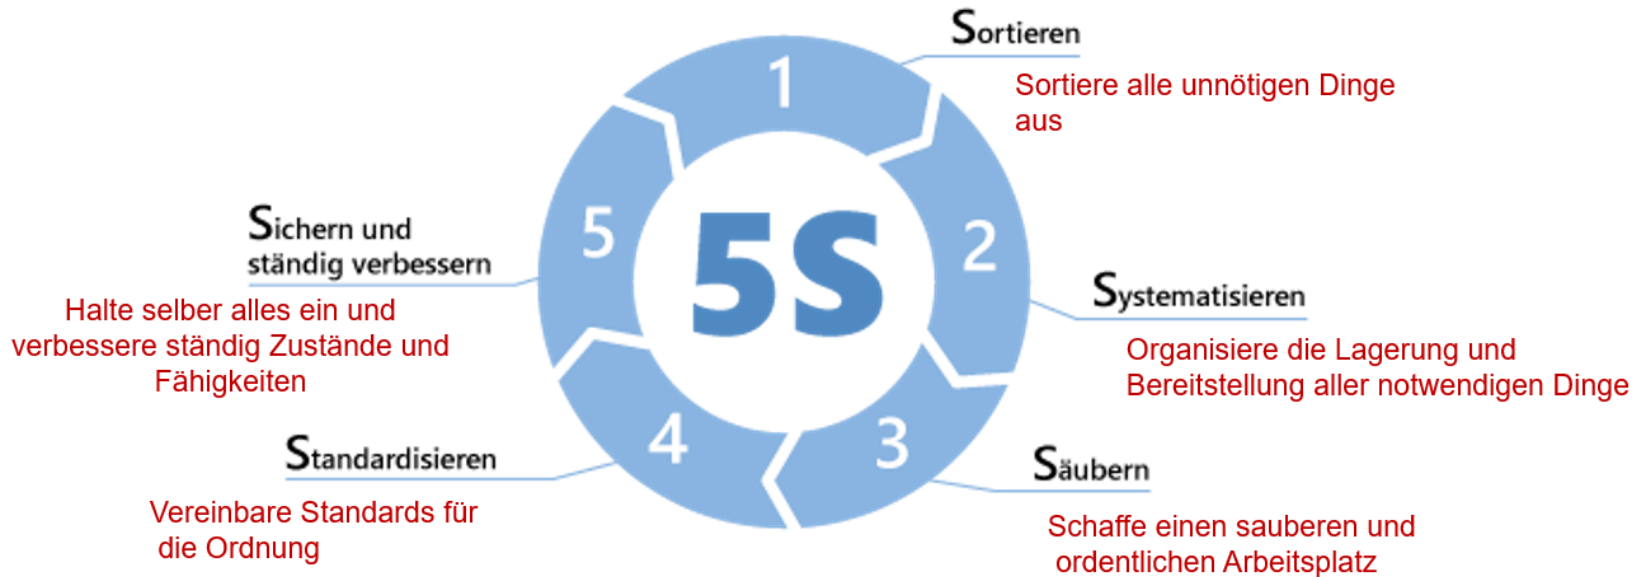 1
Sortieren
Sortiere alle unnötigen Dinge
aus
2
Systematisieren
Organisiere die Lagerung und
Bereitstellung aller notwendigen Dinge
3
Säubern
Schaffe einen sauberen und
ordentlichen Arbeitsplatz
4
Standardisieren
Vereinbare Standards für
die Ordnung
5
Sichern und
ständig verbessern
Halte selber alles ein und
verbessere ständig Zustände und
Fähigkeiten
5S